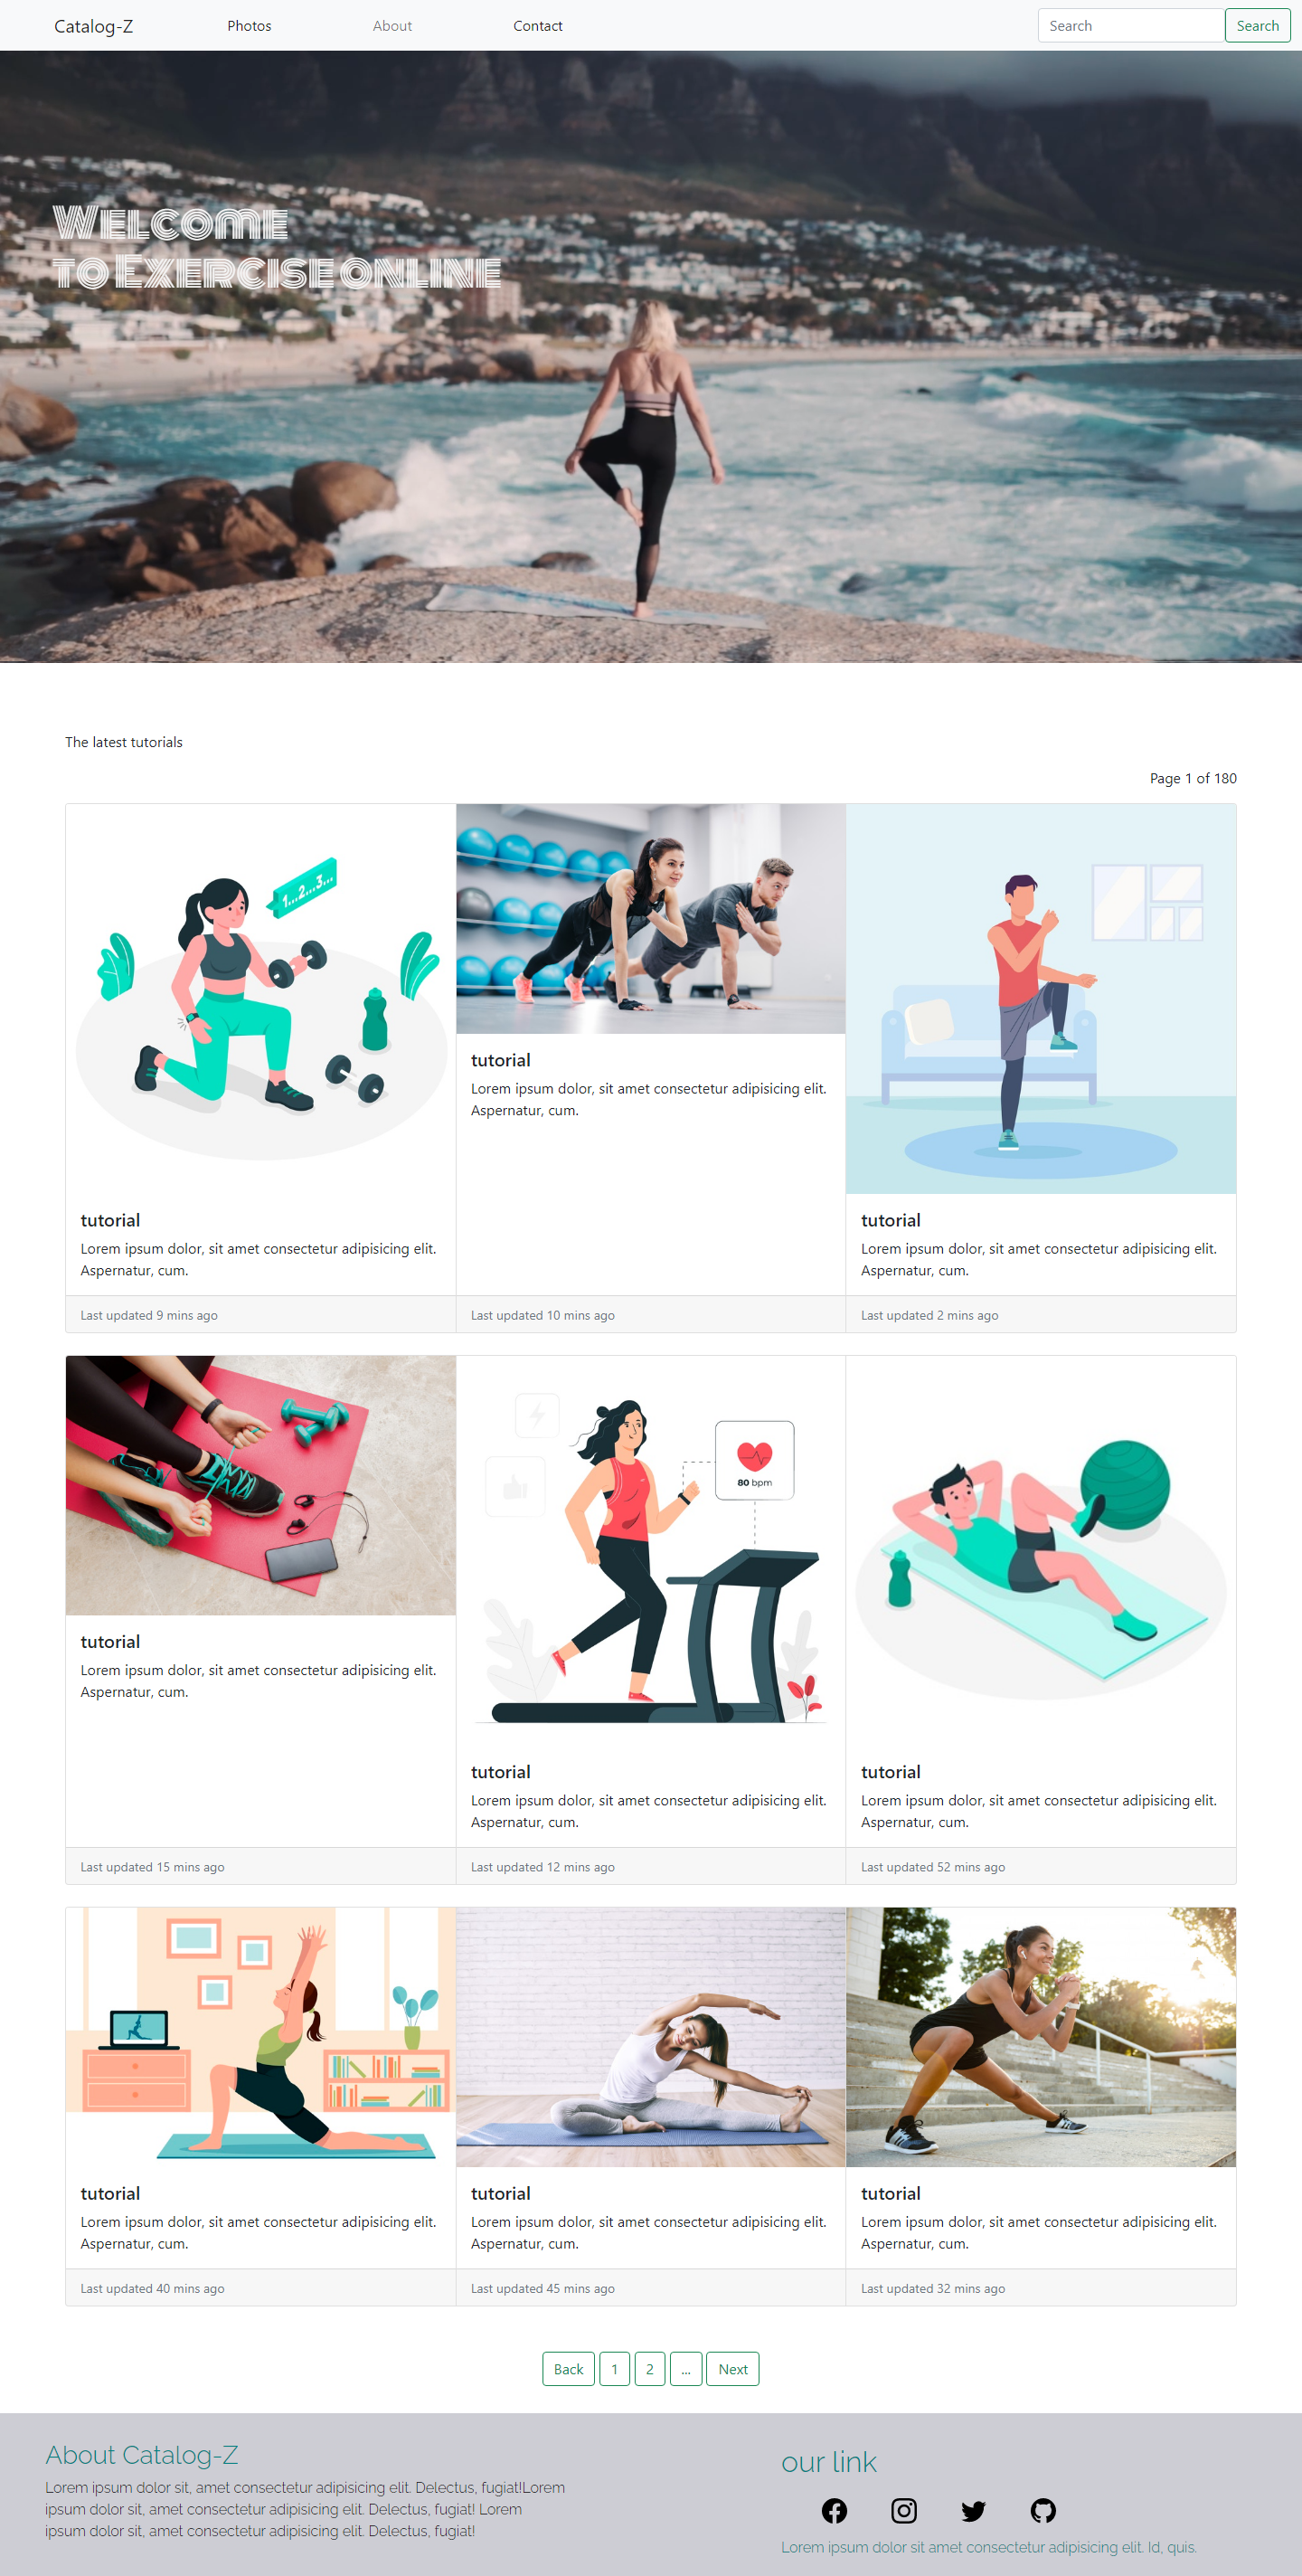 Catalog-Z
Photos
About
Contact
Search
Search
Welcome
to Exercise online
The latest tutorials
Page 1 of 180
1...2...3...
tutorial
Lorem ipsum dolor, sit amet consectetur adipisicing elit.
Aspernatur, cum.
Last updated 9 mins ago
tutorial
Lorem ipsum dolor, sit amet consectetur adipisicing elit.
Aspernatur, cum.
Last updated 10 mins ago
tutorial
Lorem ipsum dolor, sit amet consectetur adipisicing elit.
Aspernatur, cum.
Last updated 2 mins ago
tutorial
Lorem ipsum dolor, sit amet consectetur adipisicing elit.
Aspernatur, cum.
Last updated 15 mins ago
80 bpm
tutorial
Lorem ipsum dolor, sit amet consectetur adipisicing elit.
Aspernatur, cum.
Last updated 12 mins ago
tutorial
Lorem ipsum dolor, sit amet consectetur adipisicing elit.
Aspernatur, cum.
Last updated 52 mins ago
tutorial
Lorem ipsum dolor, sit amet consectetur adipisicing elit.
Aspernatur, cum.
Last updated 40 mins ago
tutorial
Lorem ipsum dolor, sit amet consectetur adipisicing elit.
Aspernatur, cum.
Last updated 45 mins ago
tutorial
Lorem ipsum dolor, sit amet consectetur adipisicing elit.
Aspernatur, cum.
Last updated 32 mins ago
Back
1
2
...
Next
About Catalog-Z
Lorem ipsum dolor sit, amet consectetur adipisicing elit. Delectus, fugiat!Lorem
ipsum dolor sit, amet consectetur adipisicing elit. Delectus, fugiat! Lorem
ipsum dolor sit, amet consectetur adipisicing elit. Delectus, fugiat!
our link
Lorem ipsum dolor sit amet consectetur adipisicing elit. Id, quis.